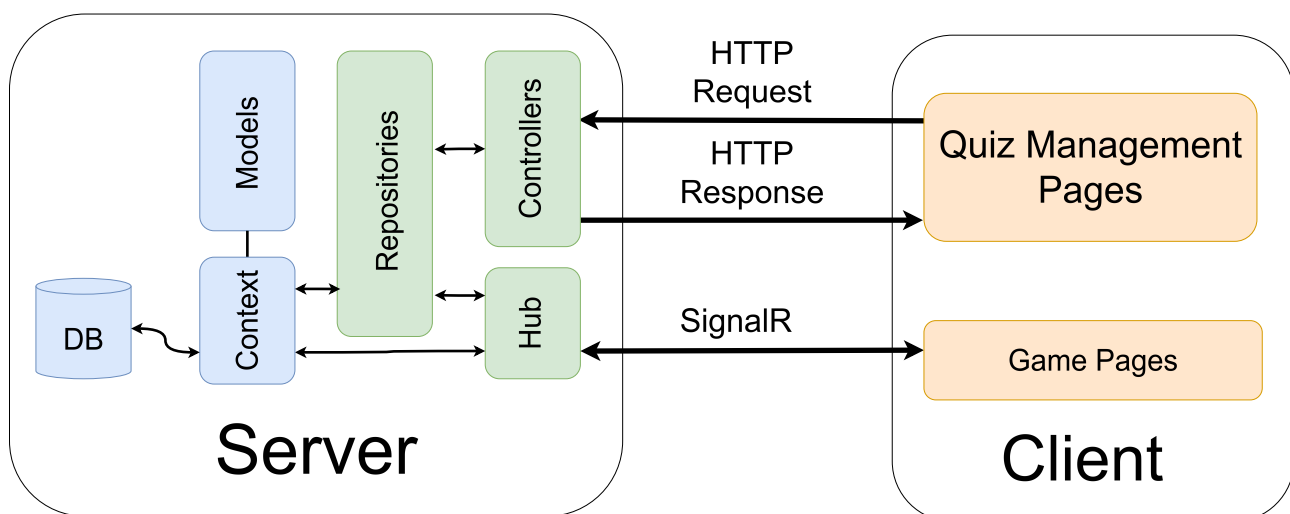 Models
Repositories
Controllers
DB
Context
Hub
Server
HTTP
Request
HTTP
Response
SignalR
Quiz Management
Pages
Game Pages
Client